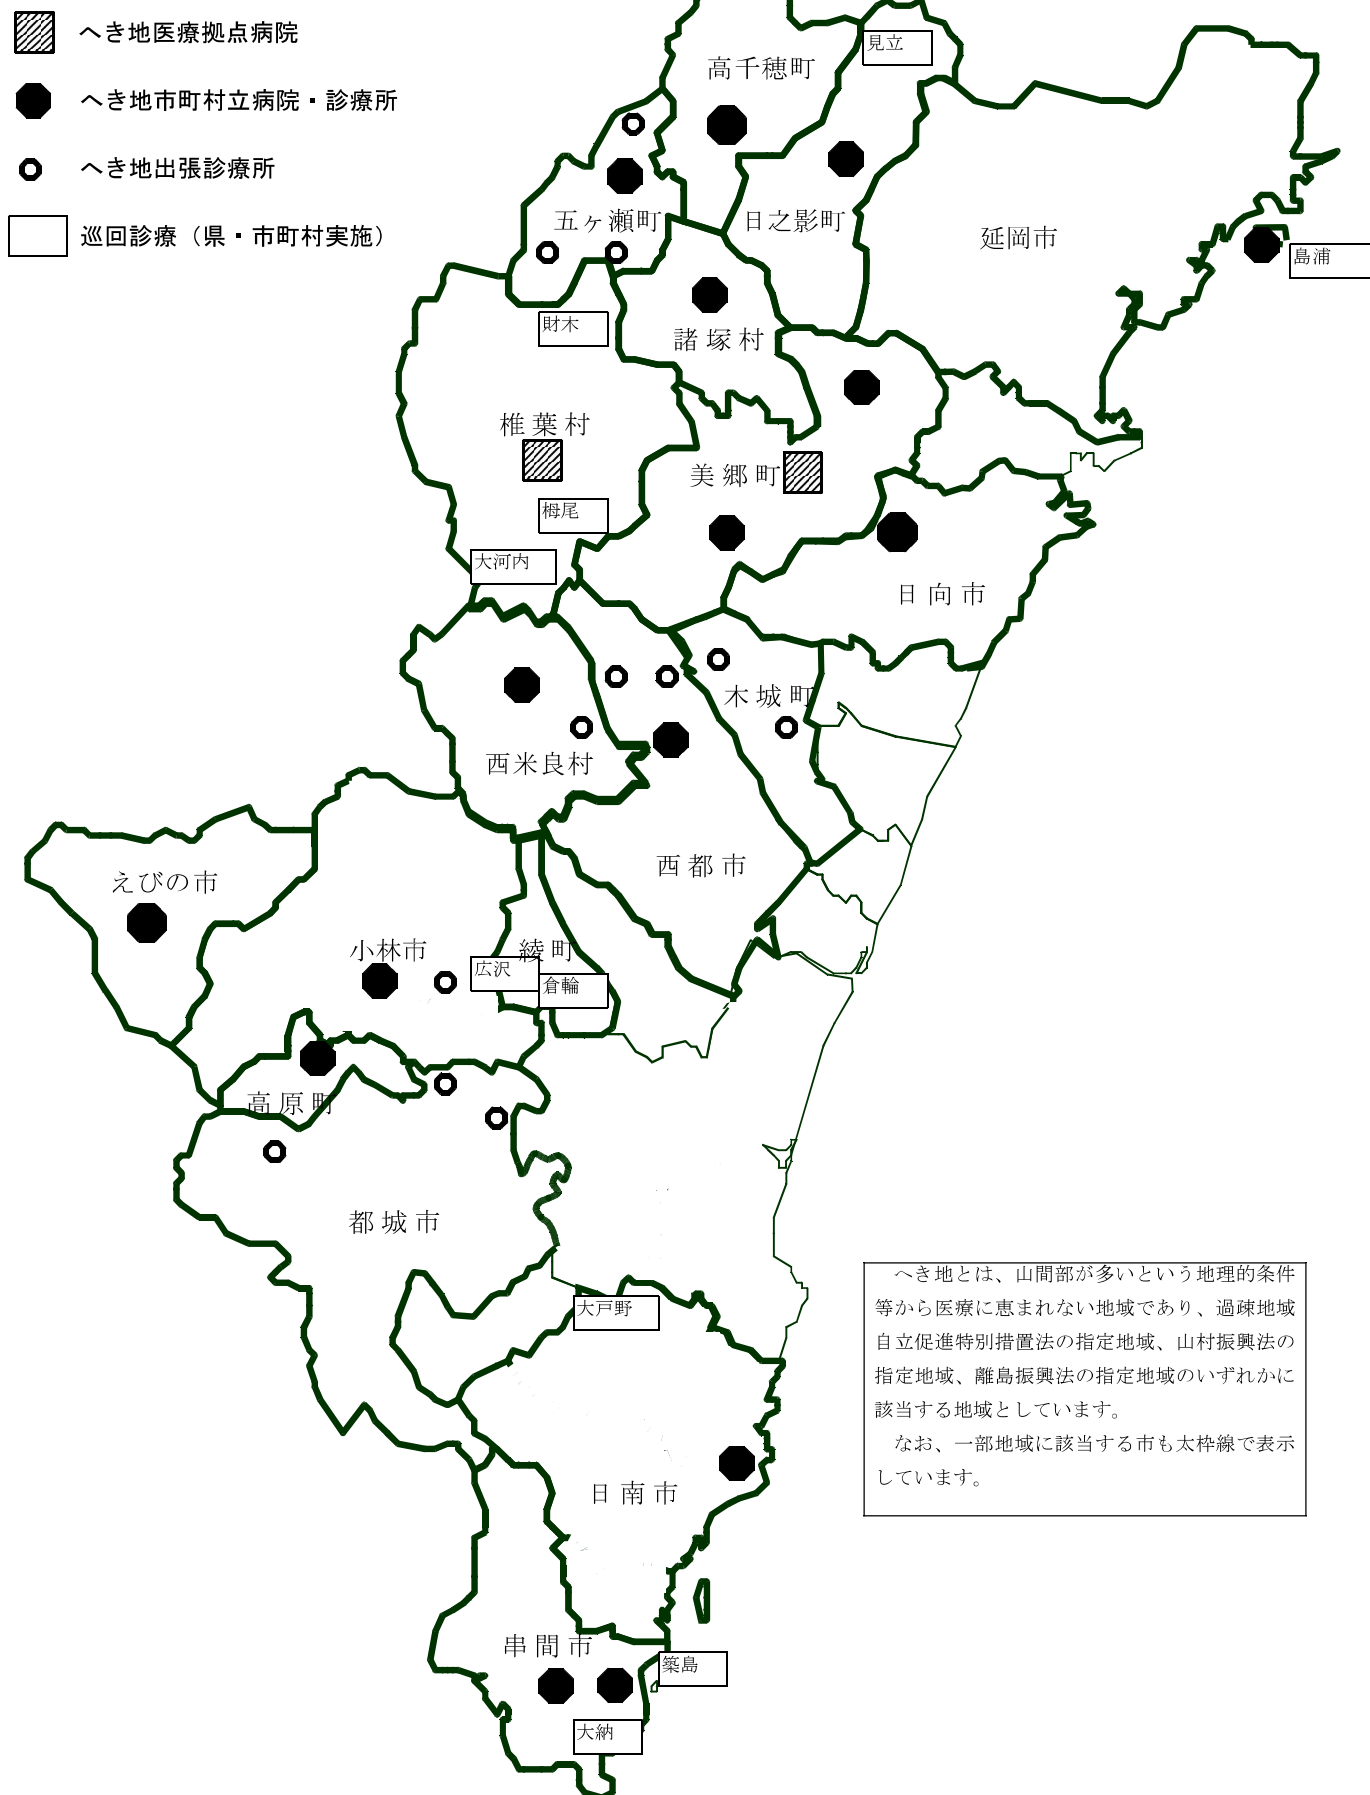 へき地医療拠点病院
へき地市町村立病院・診療所
へき地出張診療所
巡回診療（県・市町村実施）
見立
高千穂町
五ヶ瀬町
日之影町
延岡市
島浦
財木
諸塚村
椎葉村
美郷町
栂尾
大河内
日向市
木城町
西米良村
西都市
えびの市
小林市
綾町
広沢
倉輪
高原町
都城市
大戸野
へき地とは、山間部が多いという地理的条件
等から医療に恵まれない地域であり、過疎地域
自立促進特別措置法の指定地域、山村振興法の
指定地域、離島振興法の指定地域のいずれかに
該当する地域としています。
なお、一部地域に該当する市も太枠線で表示
しています。
日南市
串間市
築島
大納